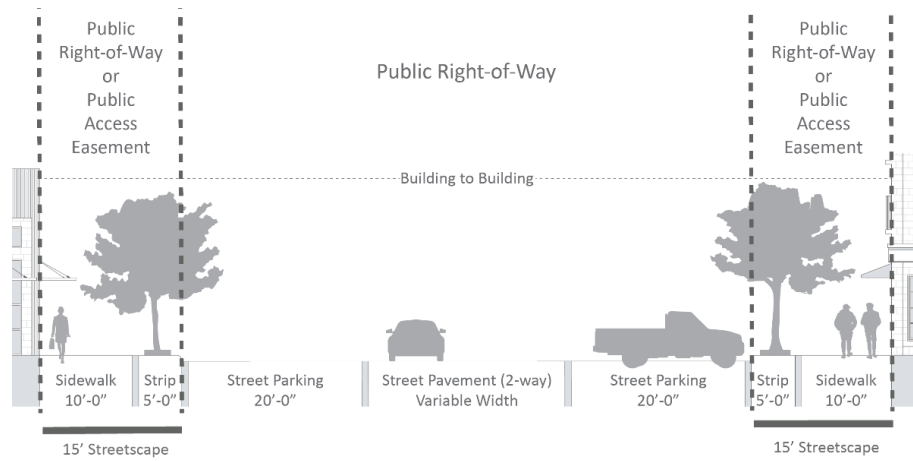 Public
Right-of-Way
or
Public
Access
Easement
Public Right-of-Way
Public
Right-of-Way
or
Public
Access
Easement
Building to Building
Sidewalk
10'-0"
Strip
5'-0"
Street Parking
20'-0"
Street Pavement (2-way)
Variable Width
Street Parking
20'-0"
Strip
5'-0"
Sidewalk
10'-0"
15' Streetscape
15' Streetscape